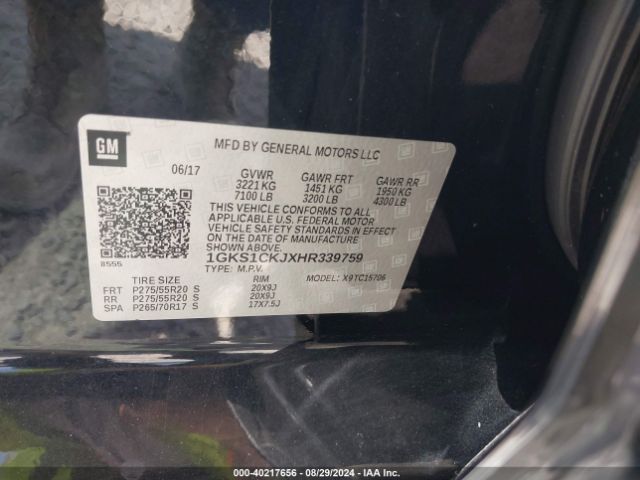 GM
MFD BY GENERAL MOTORS LLC
06/17
GVWR GAWR FRT GAWR RR
3221 KG 1451 KG 1950 KG
7100 LB 3200 LB 4300 LB
THIS VEHICLE CONFORMS TO ALL
APPLICABLE U.S. FEDERAL MOTOR
VEHICLE SAFETY STANDARDS IN EFFECT
ON THE DATE OF MANUFACTURE
SHOWN ABOVE.
8555
1GKS1CKJXHR339759
TYPE: M.P.V. MODEL: X9TC15706
TIRE SIZE RIM
FRT P275/55R20 S 20X9J
RR P275/55R20 S 20X9J
SPA P265/70R17 S 17X7.5J
000-40217656 - 08/29/2024 - IAA Inc.